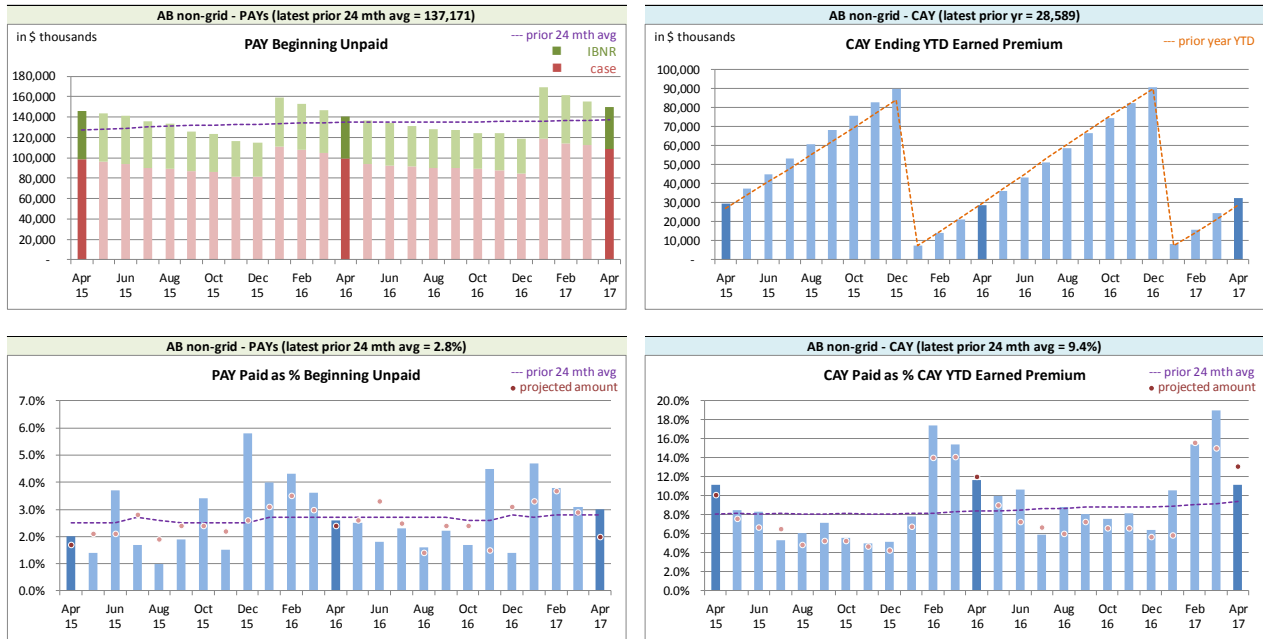 AB non-grid - PAYs (latest prior 24 mth avg = 137,171)
in $ thousands
PAY Beginning Unpaid
--- prior 24 mth avg
IBNR
case
180,000
160,000
140,000
120,000
100,000
80,000
60,000
40,000
20,000
-
Apr Jun Aug Oct Dec Feb Apr Jun Aug Oct Dec Feb Apr
15 15 15 15 15 16 16 16 16 16 16 17 17
AB non-grid - CAY (latest prior yr = 28,589)
in $ thousands
CAY Ending YTD Earned Premium
--- prior year YTD
100,000
90,000
80,000
70,000
60,000
50,000
40,000
30,000
20,000
10,000
-
Apr Jun Aug Oct Dec Feb Apr Jun Aug Oct Dec Feb Apr
15 15 15 15 15 16 16 16 16 16 16 17 17
AB non-grid - PAYs (latest prior 24 mth avg = 2.8%)
PAY Paid as % Beginning Unpaid
--- prior 24 mth avg
projected amount
7.0%
6.0%
5.0%
4.0%
3.0%
2.0%
1.0%
0.0%
Apr Jun Aug Oct Dec Feb Apr Jun Aug Oct Dec Feb Apr
15 15 15 15 15 16 16 16 16 16 16 17 17
AB non-grid - CAY (latest prior 24 mth avg = 9.4%)
CAY Paid as % CAY YTD Earned Premium
--- prior 24 mth avg
projected amount
20.0%
18.0%
16.0%
14.0%
12.0%
10.0%
8.0%
6.0%
4.0%
2.0%
0.0%
Apr Jun Aug Oct Dec Feb Apr Jun Aug Oct Dec Feb Apr
15 15 15 15 15 16 16 16 16 16 16 17 17